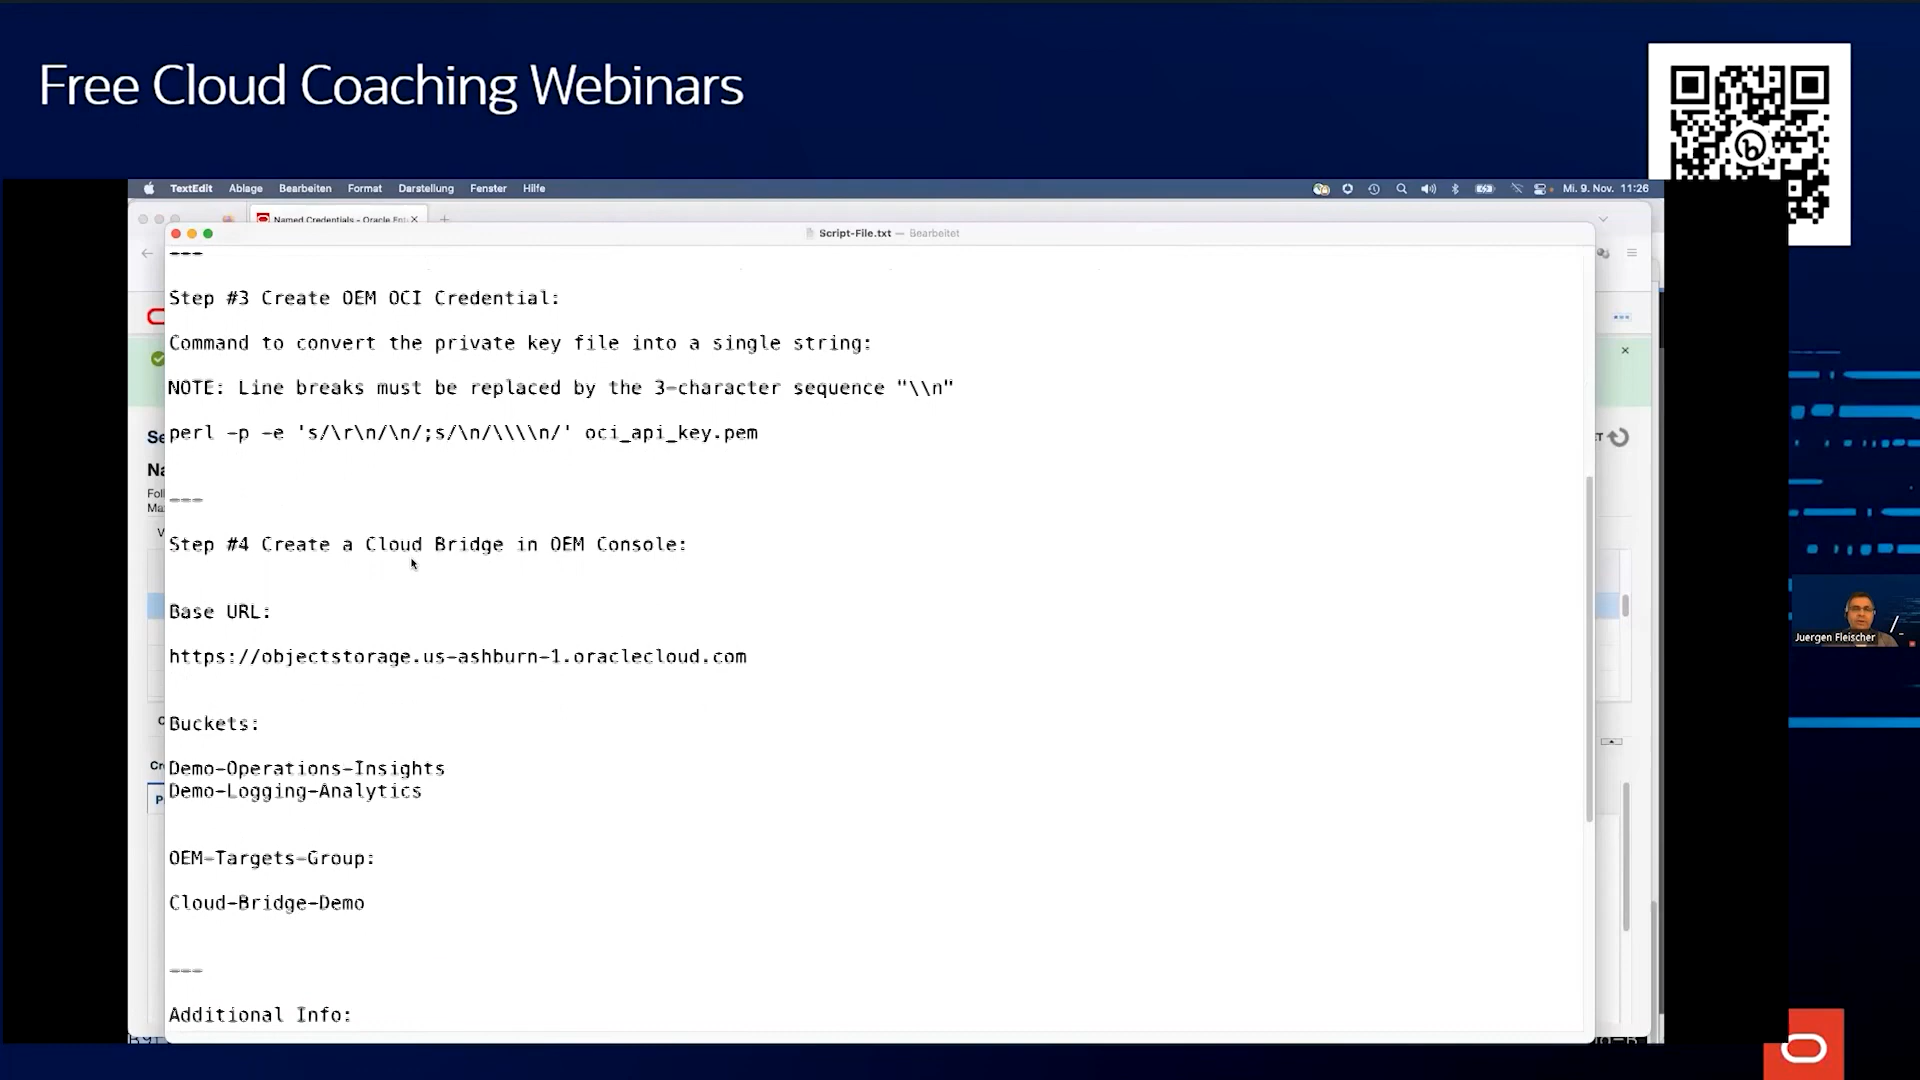 Free Cloud Coaching Webinars
TextEdit Ablage Bearbeiten Format Darstellung Fenster Hilfe
Mi. 9. Nov. 11:26
Named Credentials - Oracle Ent
Script-File.txt — Bearbeitet
---
Step #3 Create OEM OCI Credential:
Command to convert the private key file into a single string:
NOTE: Line breaks must be replaced by the 3-character sequence "\\n"
perl -p -e 's/\r\n/\n/;s/\n/\\\\n/' oci_api_key.pem
---
Step #4 Create a Cloud Bridge in OEM Console:
Base URL:
https://objectstorage.us-ashburn-1.oraclecloud.com
Buckets:
Demo-Operations-Insights
Demo-Logging-Analytics
OEM-Targets-Group:
Cloud-Bridge-Demo
---
Additional Info:
Juergen Fleischer